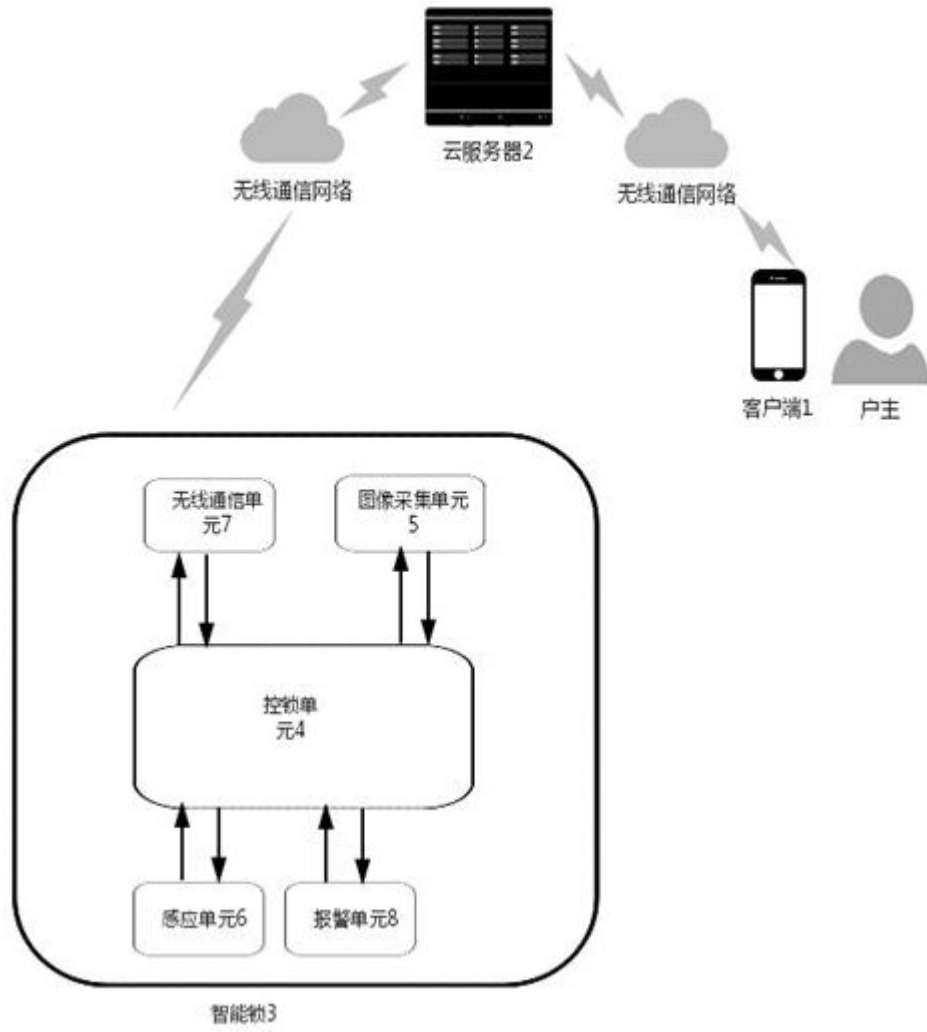 云服务器2
无线通信网络
无线通信网络
客户端1
户主
无线通信单
元7
图像采集单元
5
控锁单
元4
感应单元6
报警单元8
智能锁3